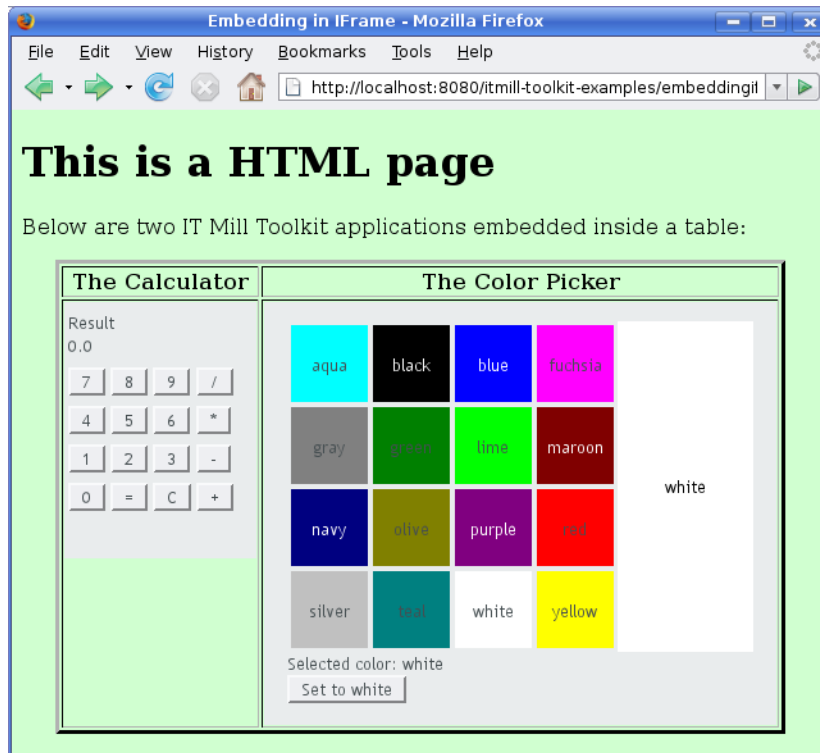 Embedding in IFrame - Mozilla Firefox
File Edit View History Bookmarks Tools Help
http://localhost:8080/itmill-toolkit-examples/embeddingif
This is a HTML page
Below are two IT Mill Toolkit applications embedded inside a table:
The Calculator
The Color Picker
Result
0.0
7 8 9 /
4 5 6 *
1 2 3 -
0 = C +
aqua black blue fuchsia
gray green lime maroon
white
navy olive purple red
silver teal white yellow
Selected color: white
Set to white